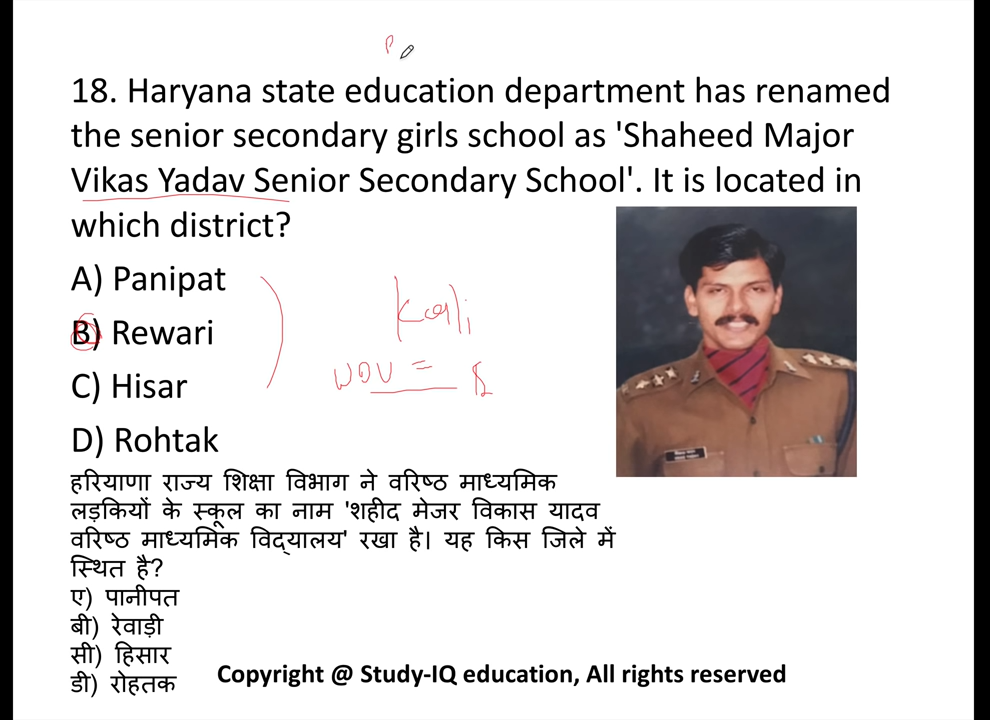 18. Haryana state education department has renamed
the senior secondary girls school as 'Shaheed Major
Vikas Yadav Senior Secondary School'. It is located in
which district?
A) Panipat
B) Rewari
C) Hisar
D) Rohtak
हरियाणा राज्य शिक्षा विभाग ने वरिष्ठ माध्यमिक
लड़कियों के स्कूल का नाम 'शहीद मेजर विकास यादव
वरिष्ठ माध्यमिक विद्यालय' रखा है। यह किस जिले में
स्थित है?
ए) पानीपत
बी) रेवाड़ी
सी) हिसार
डी) रोहतक
Copyright @ Study-IQ education, All rights reserved